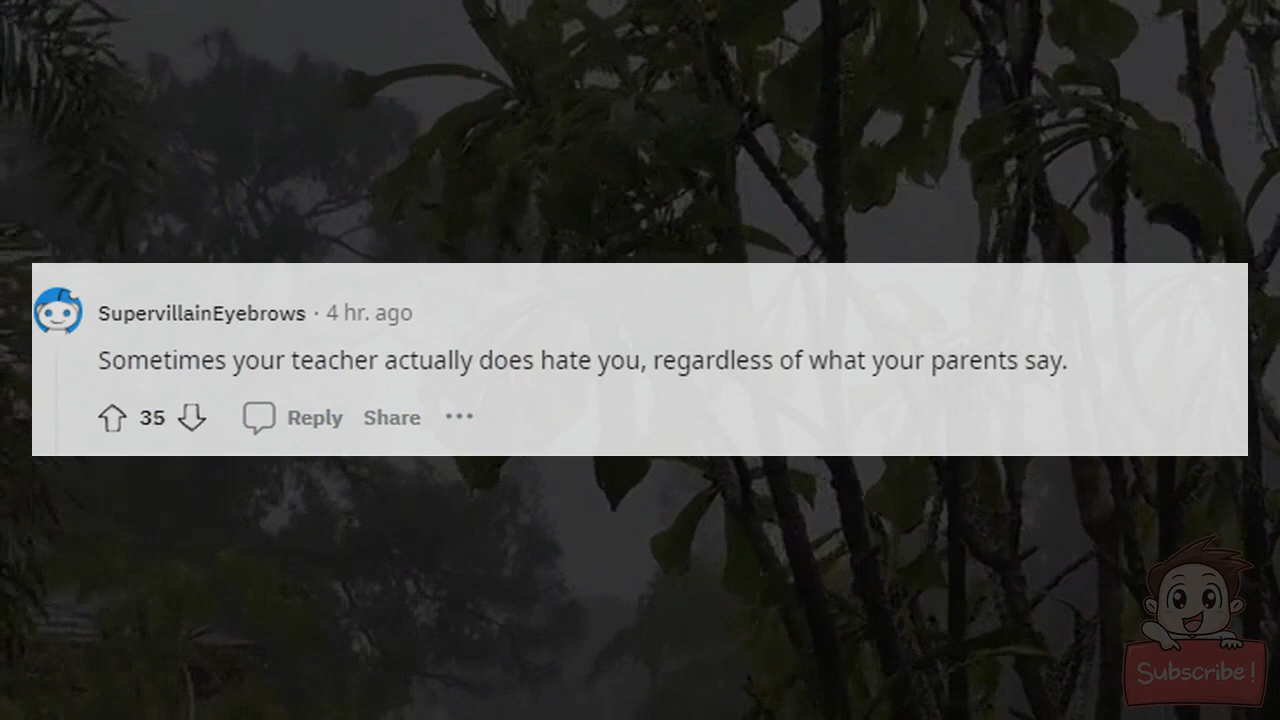 SupervillainEyebrows · 4 hr. ago
Sometimes your teacher actually does hate you, regardless of what your parents say.
35 Reply Share ···
Subscribe!